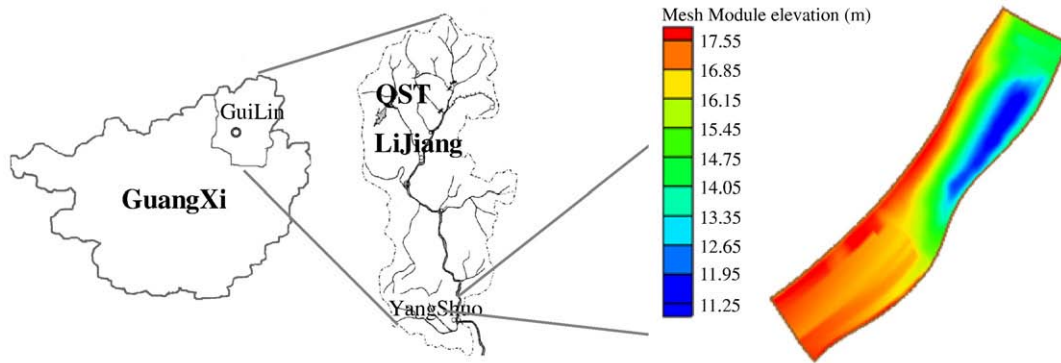 GuiLin
GuangXi
QST
LiJiang
YangShuo
Mesh Module elevation (m)
17.55
16.85
16.15
15.45
14.75
14.05
13.35
12.65
11.95
11.25